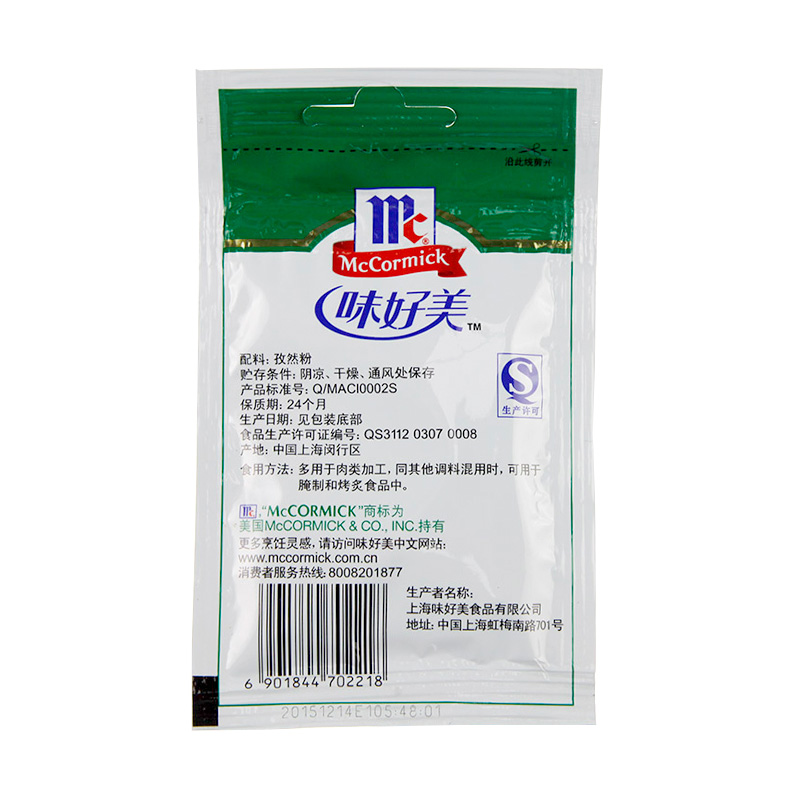 沿此线剪开
Mc
McCormick®
味好美™
配料: 孜然粉
贮存条件: 阴凉、干燥、通风处保存
产品标准号: Q/MACI0002S
保质期: 24个月
生产日期: 见包装底部
食品生产许可证编号: QS3112 0307 0008
产地: 中国上海闵行区
食用方法: 多用于肉类加工, 同其他调料混用时, 可用于
腌制和烤炙食品中。
QS
生产许可
Mc, "McCORMICK"商标为
美国McCORMICK & CO., INC.持有
更多烹饪灵感, 请访问味好美中文网站:
www.mccormick.com.cn
消费者服务热线: 8008201877
生产者名称:
上海味好美食品有限公司
地址: 中国上海虹梅南路701号
6 901844 702218
20151214E105:48:01